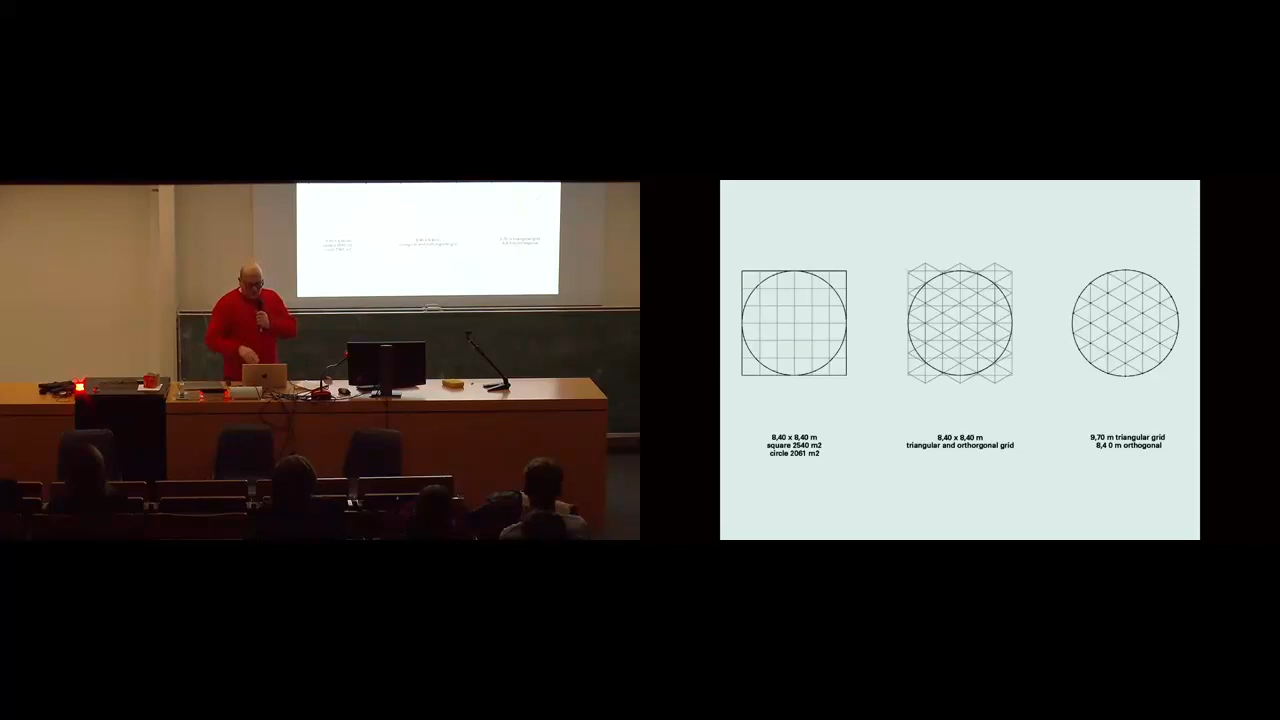 8,40 x 8,40 m
square 2540 m2
circle 2061 m2
8,40 x 8,40 m
triangular and orthorgonal grid
9,70 m triangular grid
8,4 0 m orthogonal